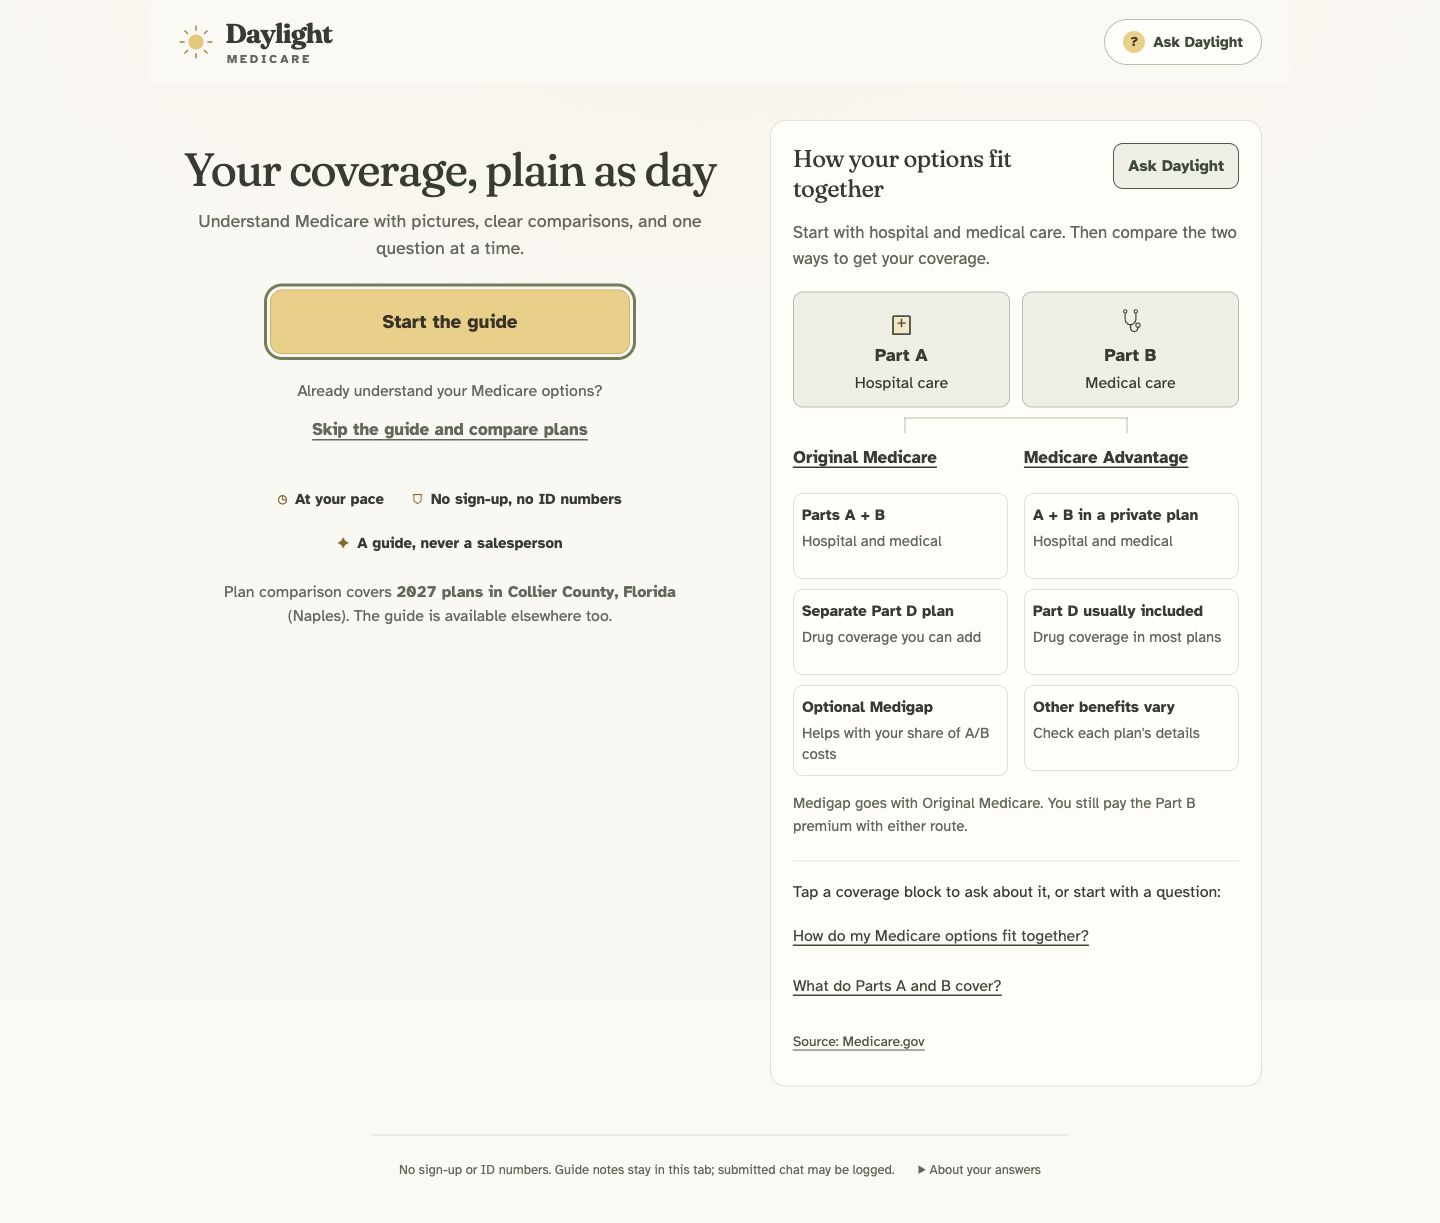 Daylight
MEDICARE
? Ask Daylight
Your coverage, plain as day
Understand Medicare with pictures, clear comparisons, and one
question at a time.
Start the guide
Already understand your Medicare options?
Skip the guide and compare plans
At your pace
No sign-up, no ID numbers
A guide, never a salesperson
Plan comparison covers 2027 plans in Collier County, Florida
(Naples). The guide is available elsewhere too.
How your options fit
together
Ask Daylight
Start with hospital and medical care. Then compare the two
ways to get your coverage.
Part A
Hospital care
Part B
Medical care
Original Medicare
Parts A + B
Hospital and medical
Separate Part D plan
Drug coverage you can add
Optional Medigap
Helps with your share of A/B
costs
Medicare Advantage
A + B in a private plan
Hospital and medical
Part D usually included
Drug coverage in most plans
Other benefits vary
Check each plan's details
Medigap goes with Original Medicare. You still pay the Part B
premium with either route.
Tap a coverage block to ask about it, or start with a question:
How do my Medicare options fit together?
What do Parts A and B cover?
Source: Medicare.gov
No sign-up or ID numbers. Guide notes stay in this tab; submitted chat may be logged.
About your answers